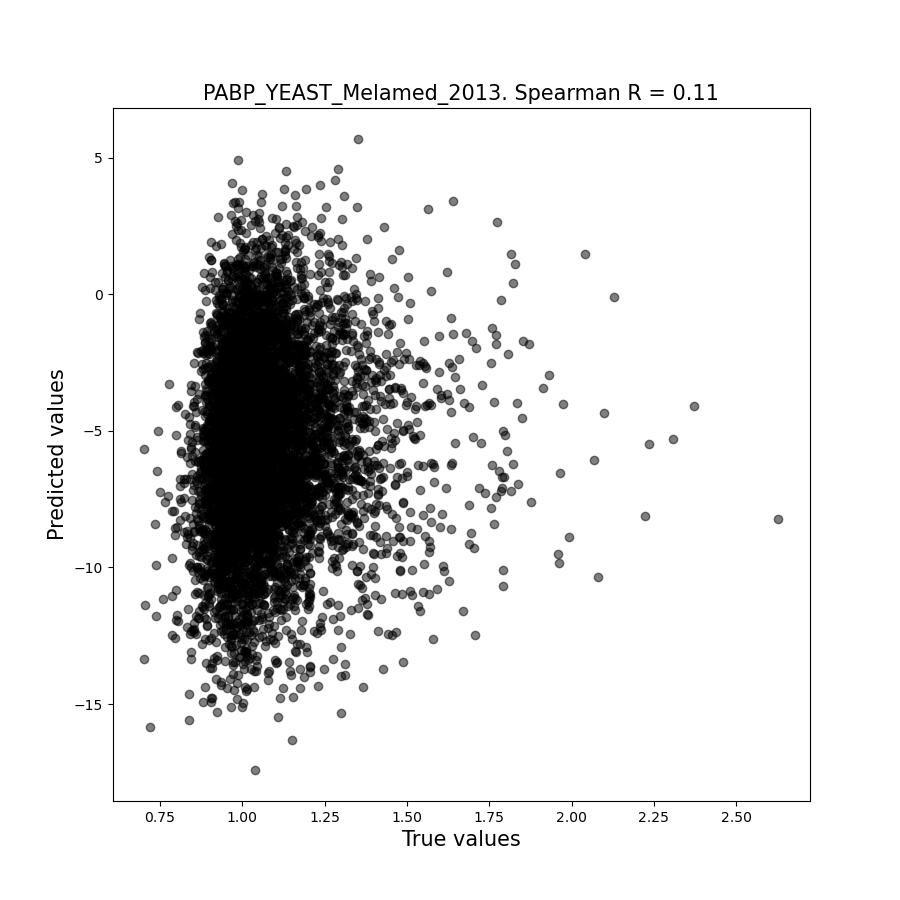 PABP_YEAST_Melamed_2013. Spearman R = 0.11
5
0
−5
−10
−15
Predicted values
0.75 1.00 1.25 1.50 1.75 2.00 2.25 2.50
True values